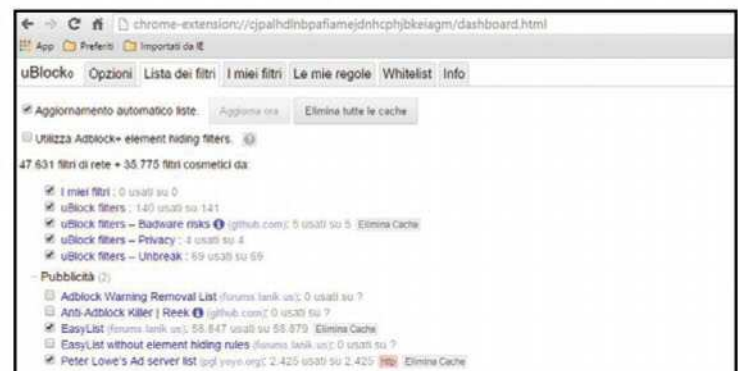 chrome-extension://cjpalhdlnbpafiamejdnhcphjbkeiagm/dashboard.html
App Preferiti Importati da IE
uBlock₀ Opzioni Lista dei filtri I miei filtri Le mie regole Whitelist Info
Aggiornamento automatico liste. Aggiorna ora Elimina tutte le cache
Utilizza Adblock+ element hiding filters.
47.631 filtri di rete + 35.775 filtri cosmetici da:
I miei filtri : 0 usati su 0
uBlock filters : 140 usati su 141
uBlock filters – Badware risks (github.com): 5 usati su 5 Elimina Cache
uBlock filters – Privacy : 4 usati su 4
uBlock filters – Unbreak : 69 usati su 69
– Pubblicità (2)
Adblock Warning Removal List (forums.lanik.us): 0 usati su ?
Anti-Adblock Killer | Reek (github.com): 0 usati su ?
EasyList (forums.lanik.us): 58.847 usati su 58.879 Elimina Cache
EasyList without element hiding rules (forums.lanik.us): 0 usati su ?
Peter Lowe's Ad server list (pgl.yoyo.org): 2.425 usati su 2.425 http Elimina Cache